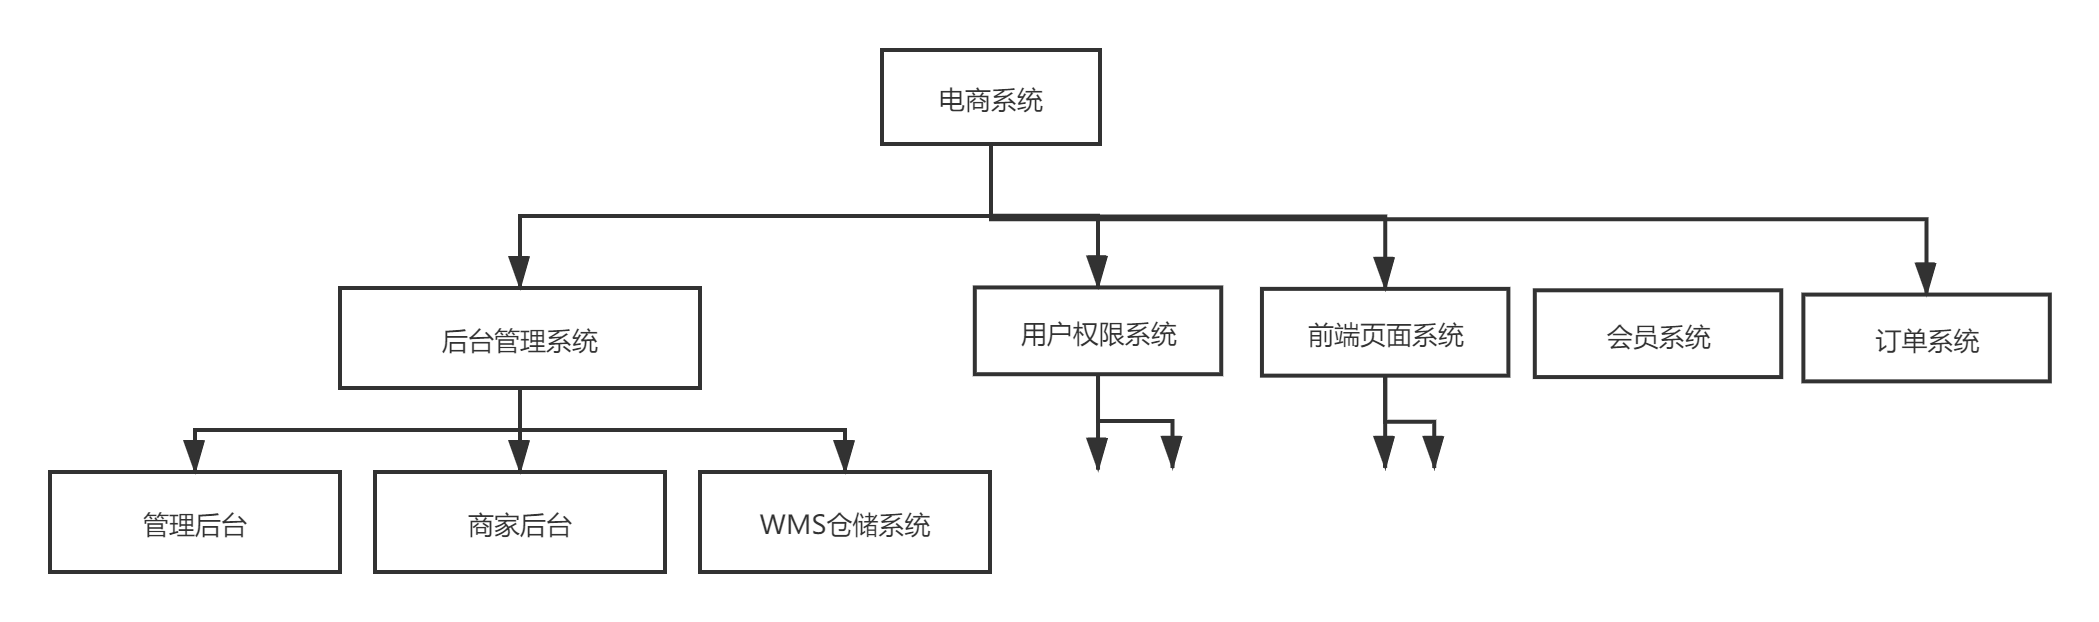 电商系统
后台管理系统
用户权限系统
前端页面系统
会员系统
订单系统
管理后台
商家后台
WMS仓储系统